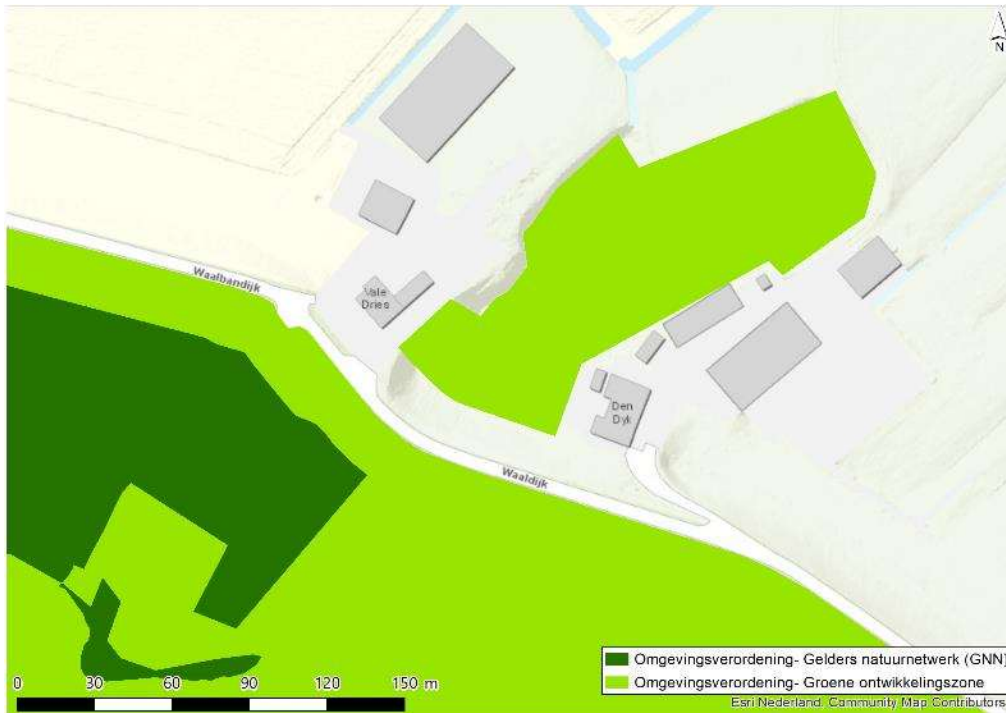 N
Waalbandijk
Vale
Dries
Den
Dyk
Waaldijk
Omgevingsverordening- Gelders natuurnetwerk (GNN)
Omgevingsverordening- Groene ontwikkelingszone
0 30 60 90 120 150 m
Esri Nederland, Community Map Contributors